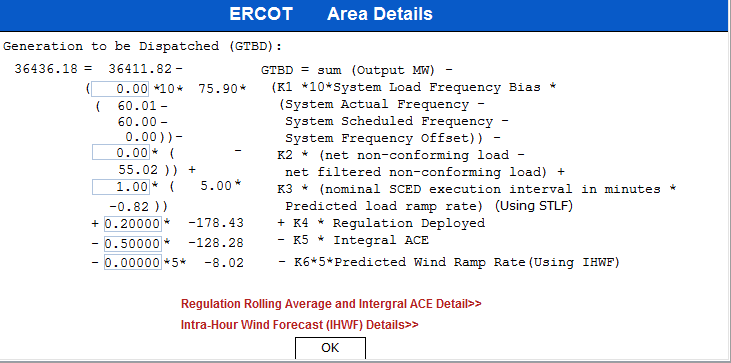 ERCOT Area Details
Generation to be Dispatched (GTBD):
36436.18 = 36411.82 - GTBD = sum (Output MW) -
( 0.00 *10* 75.90* (K1 *10*System Load Frequency Bias *
( 60.01 - (System Actual Frequency -
60.00 - System Scheduled Frequency -
0.00))- System Frequency Offset)) -
0.00* ( - K2 * (net non-conforming load -
55.02 )) + net filtered non-conforming load) +
1.00* ( 5.00* K3 * (nominal SCED execution interval in minutes *
-0.82 )) Predicted load ramp rate) (Using STLF)
+ 0.20000 * -178.43 + K4 * Regulation Deployed
- 0.50000 * -128.28 - K5 * Integral ACE
- 0.00000 *5* -8.02 - K6*5*Predicted Wind Ramp Rate(Using IHWF)
Regulation Rolling Average and Intergral ACE Detail>>
Intra-Hour Wind Forecast (IHWF) Details>>
OK